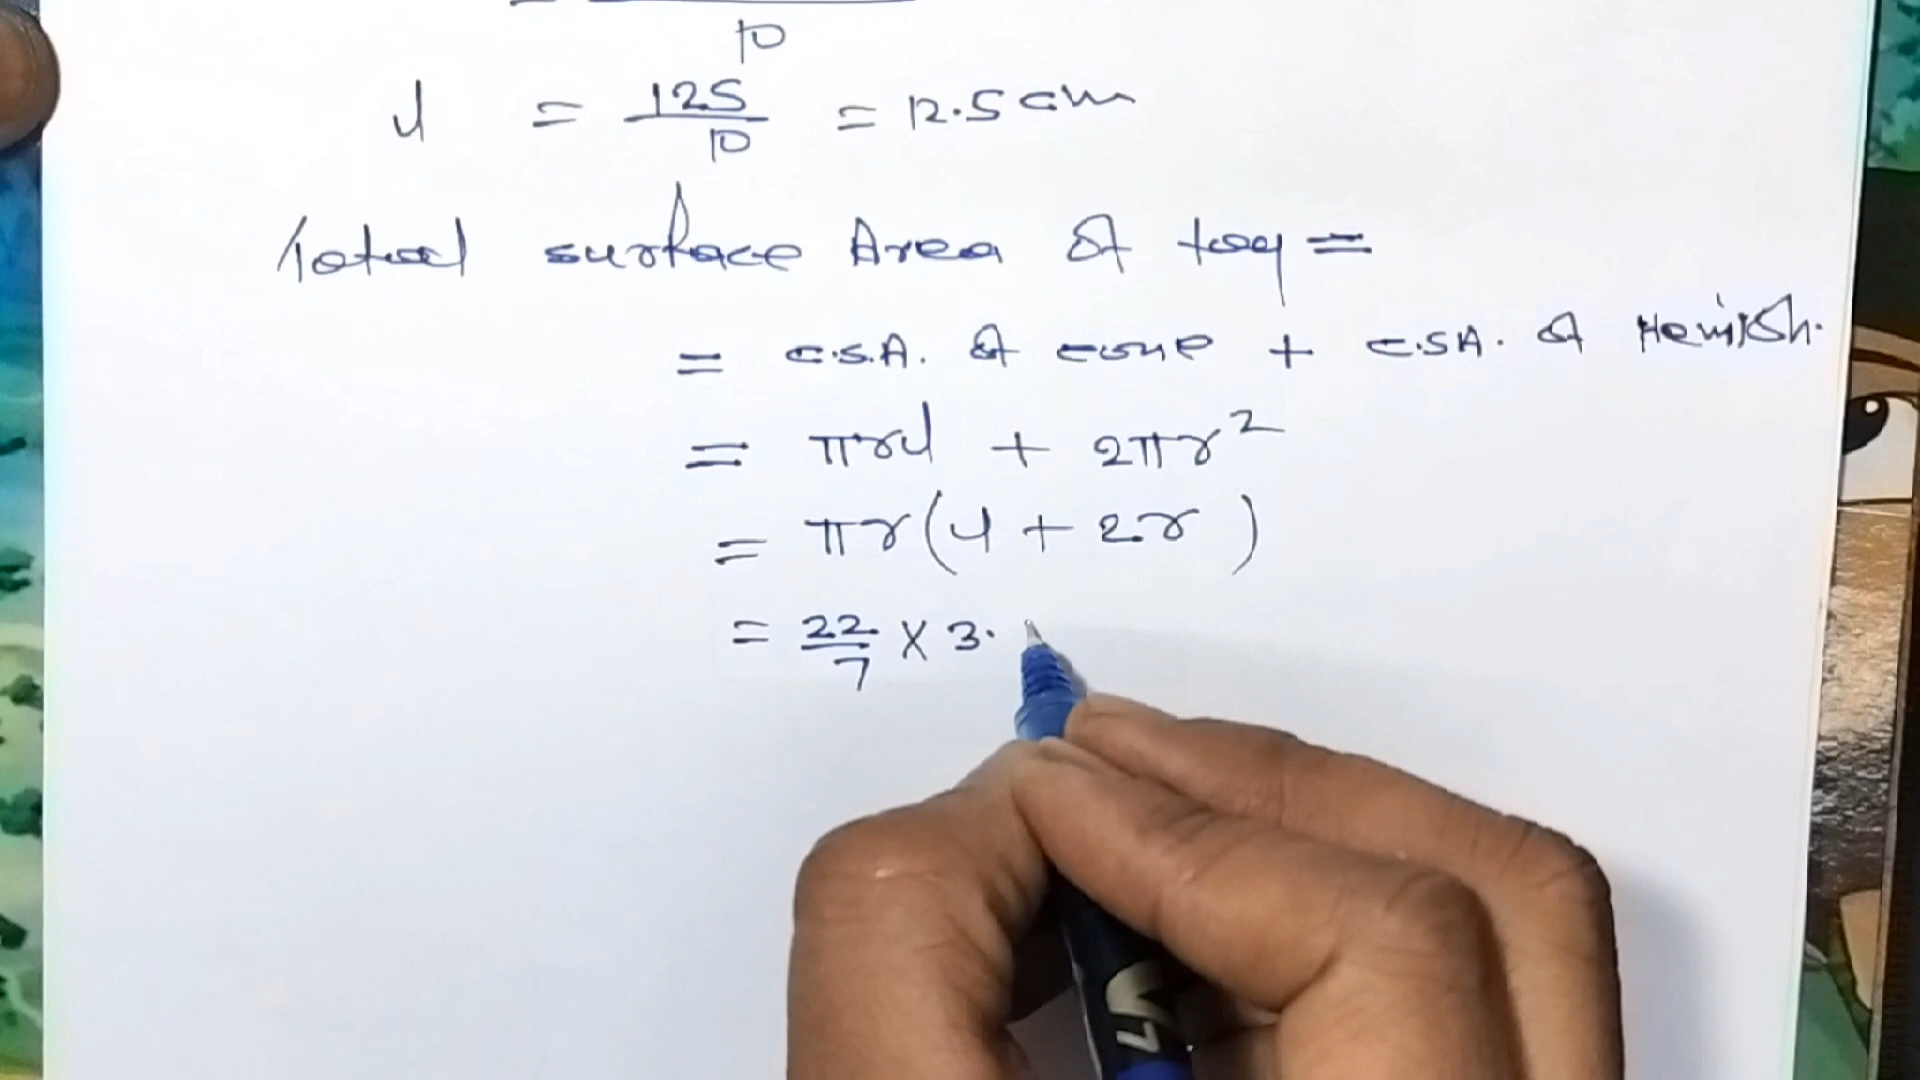 = 10
l = 125/10 = 12.5 cm
Total surface Area of toy =
= C.S.A. of cone + C.SA. of Hemisph.
= πrl + 2πr²
= πr(l + 2r)
= 22/7 × 3.